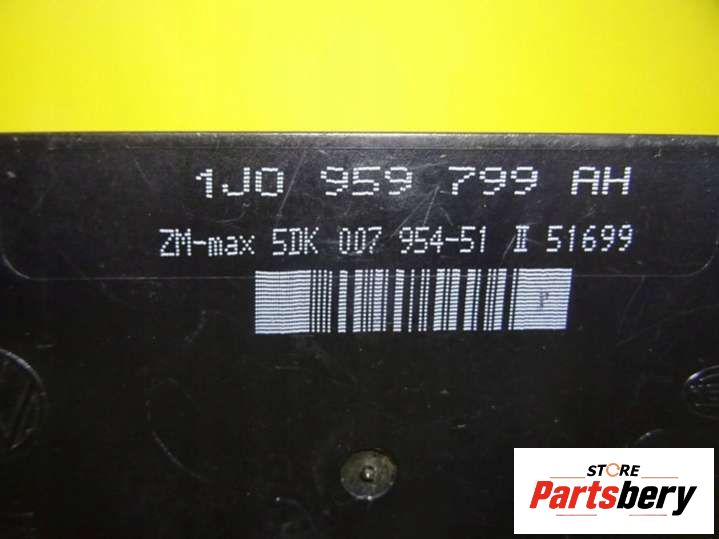 1J0 959 799 AH
ZM-max 5DK 007 954-51 II 51699
P
STORE
Partsbery